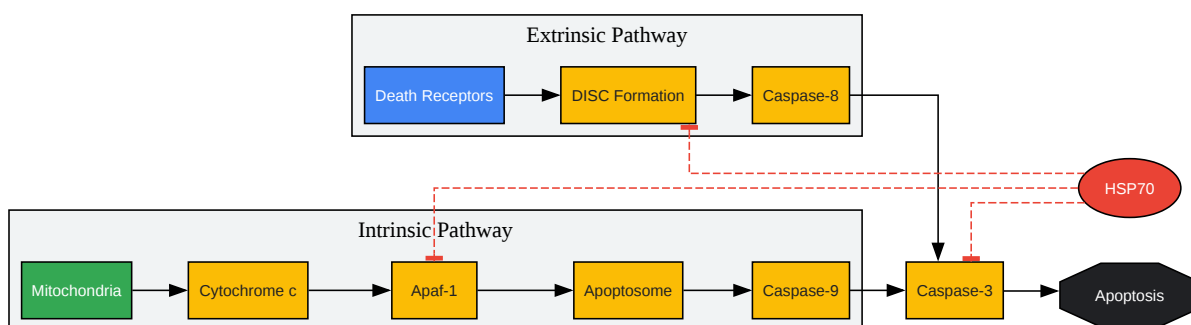 Extrinsic Pathway
Death Receptors
DISC Formation
Caspase-8
HSP70
Intrinsic Pathway
Mitochondria
Cytochrome c
Apaf-1
Apoptosome
Caspase-9
Caspase-3
Apoptosis